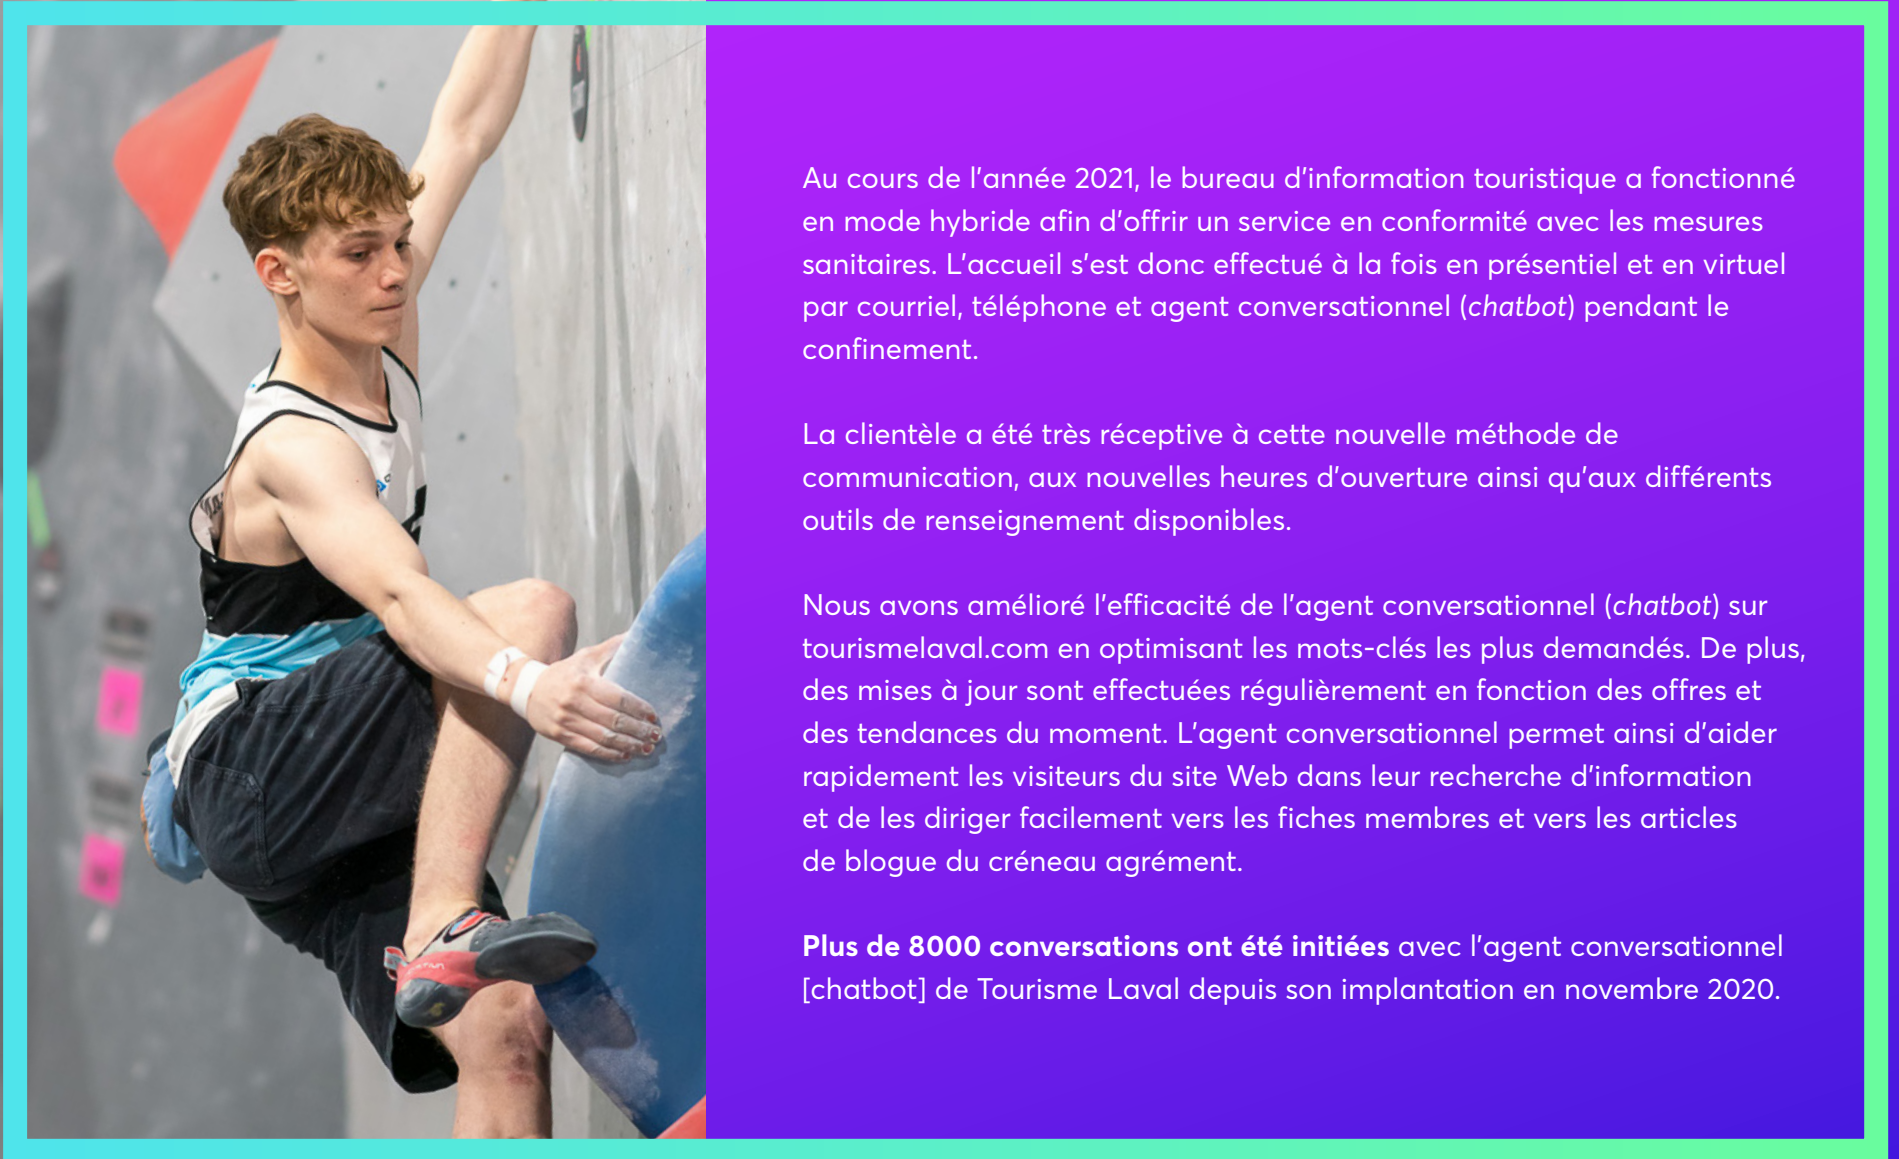 Au cours de l'année 2021, le bureau d'information touristique a fonctionné
en mode hybride afin d'offrir un service en conformité avec les mesures
sanitaires. L'accueil s'est donc effectué à la fois en présentiel et en virtuel
par courriel, téléphone et agent conversationnel (chatbot) pendant le
confinement.
La clientèle a été très réceptive à cette nouvelle méthode de
communication, aux nouvelles heures d'ouverture ainsi qu'aux différents
outils de renseignement disponibles.
Nous avons amélioré l'efficacité de l'agent conversationnel (chatbot) sur
tourismelaval.com en optimisant les mots-clés les plus demandés. De plus,
des mises à jour sont effectuées régulièrement en fonction des offres et
des tendances du moment. L'agent conversationnel permet ainsi d'aider
rapidement les visiteurs du site Web dans leur recherche d'information
et de les diriger facilement vers les fiches membres et vers les articles
de blogue du créneau agrément.
Plus de 8000 conversations ont été initiées avec l'agent conversationnel
[chatbot] de Tourisme Laval depuis son implantation en novembre 2020.